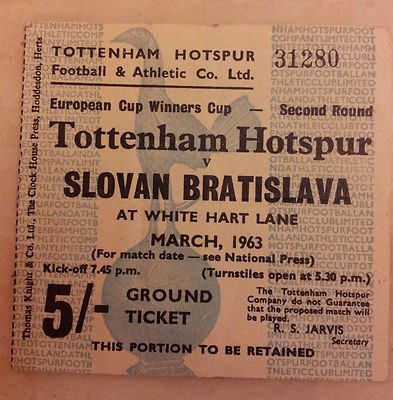 TOTTENHAM HOTSPUR
Football & Athletic Co. Ltd.
31280
European Cup Winners Cup — Second Round
Tottenham Hotspur
v
SLOVAN BRATISLAVA
AT WHITE HART LANE
MARCH, 1963
(For match date — see National Press)
Kick-off 7.45 p.m. (Turnstiles open at 5.30 p.m.)
5/-
GROUND
TICKET
The Tottenham Hotspur
Company do not Guarantee
that the proposed match will
be played.
R. S. JARVIS
Secretary
THIS PORTION TO BE RETAINED
Thomas Knight & Co. Ltd., The Clock House Press, Hoddesdon, Herts.